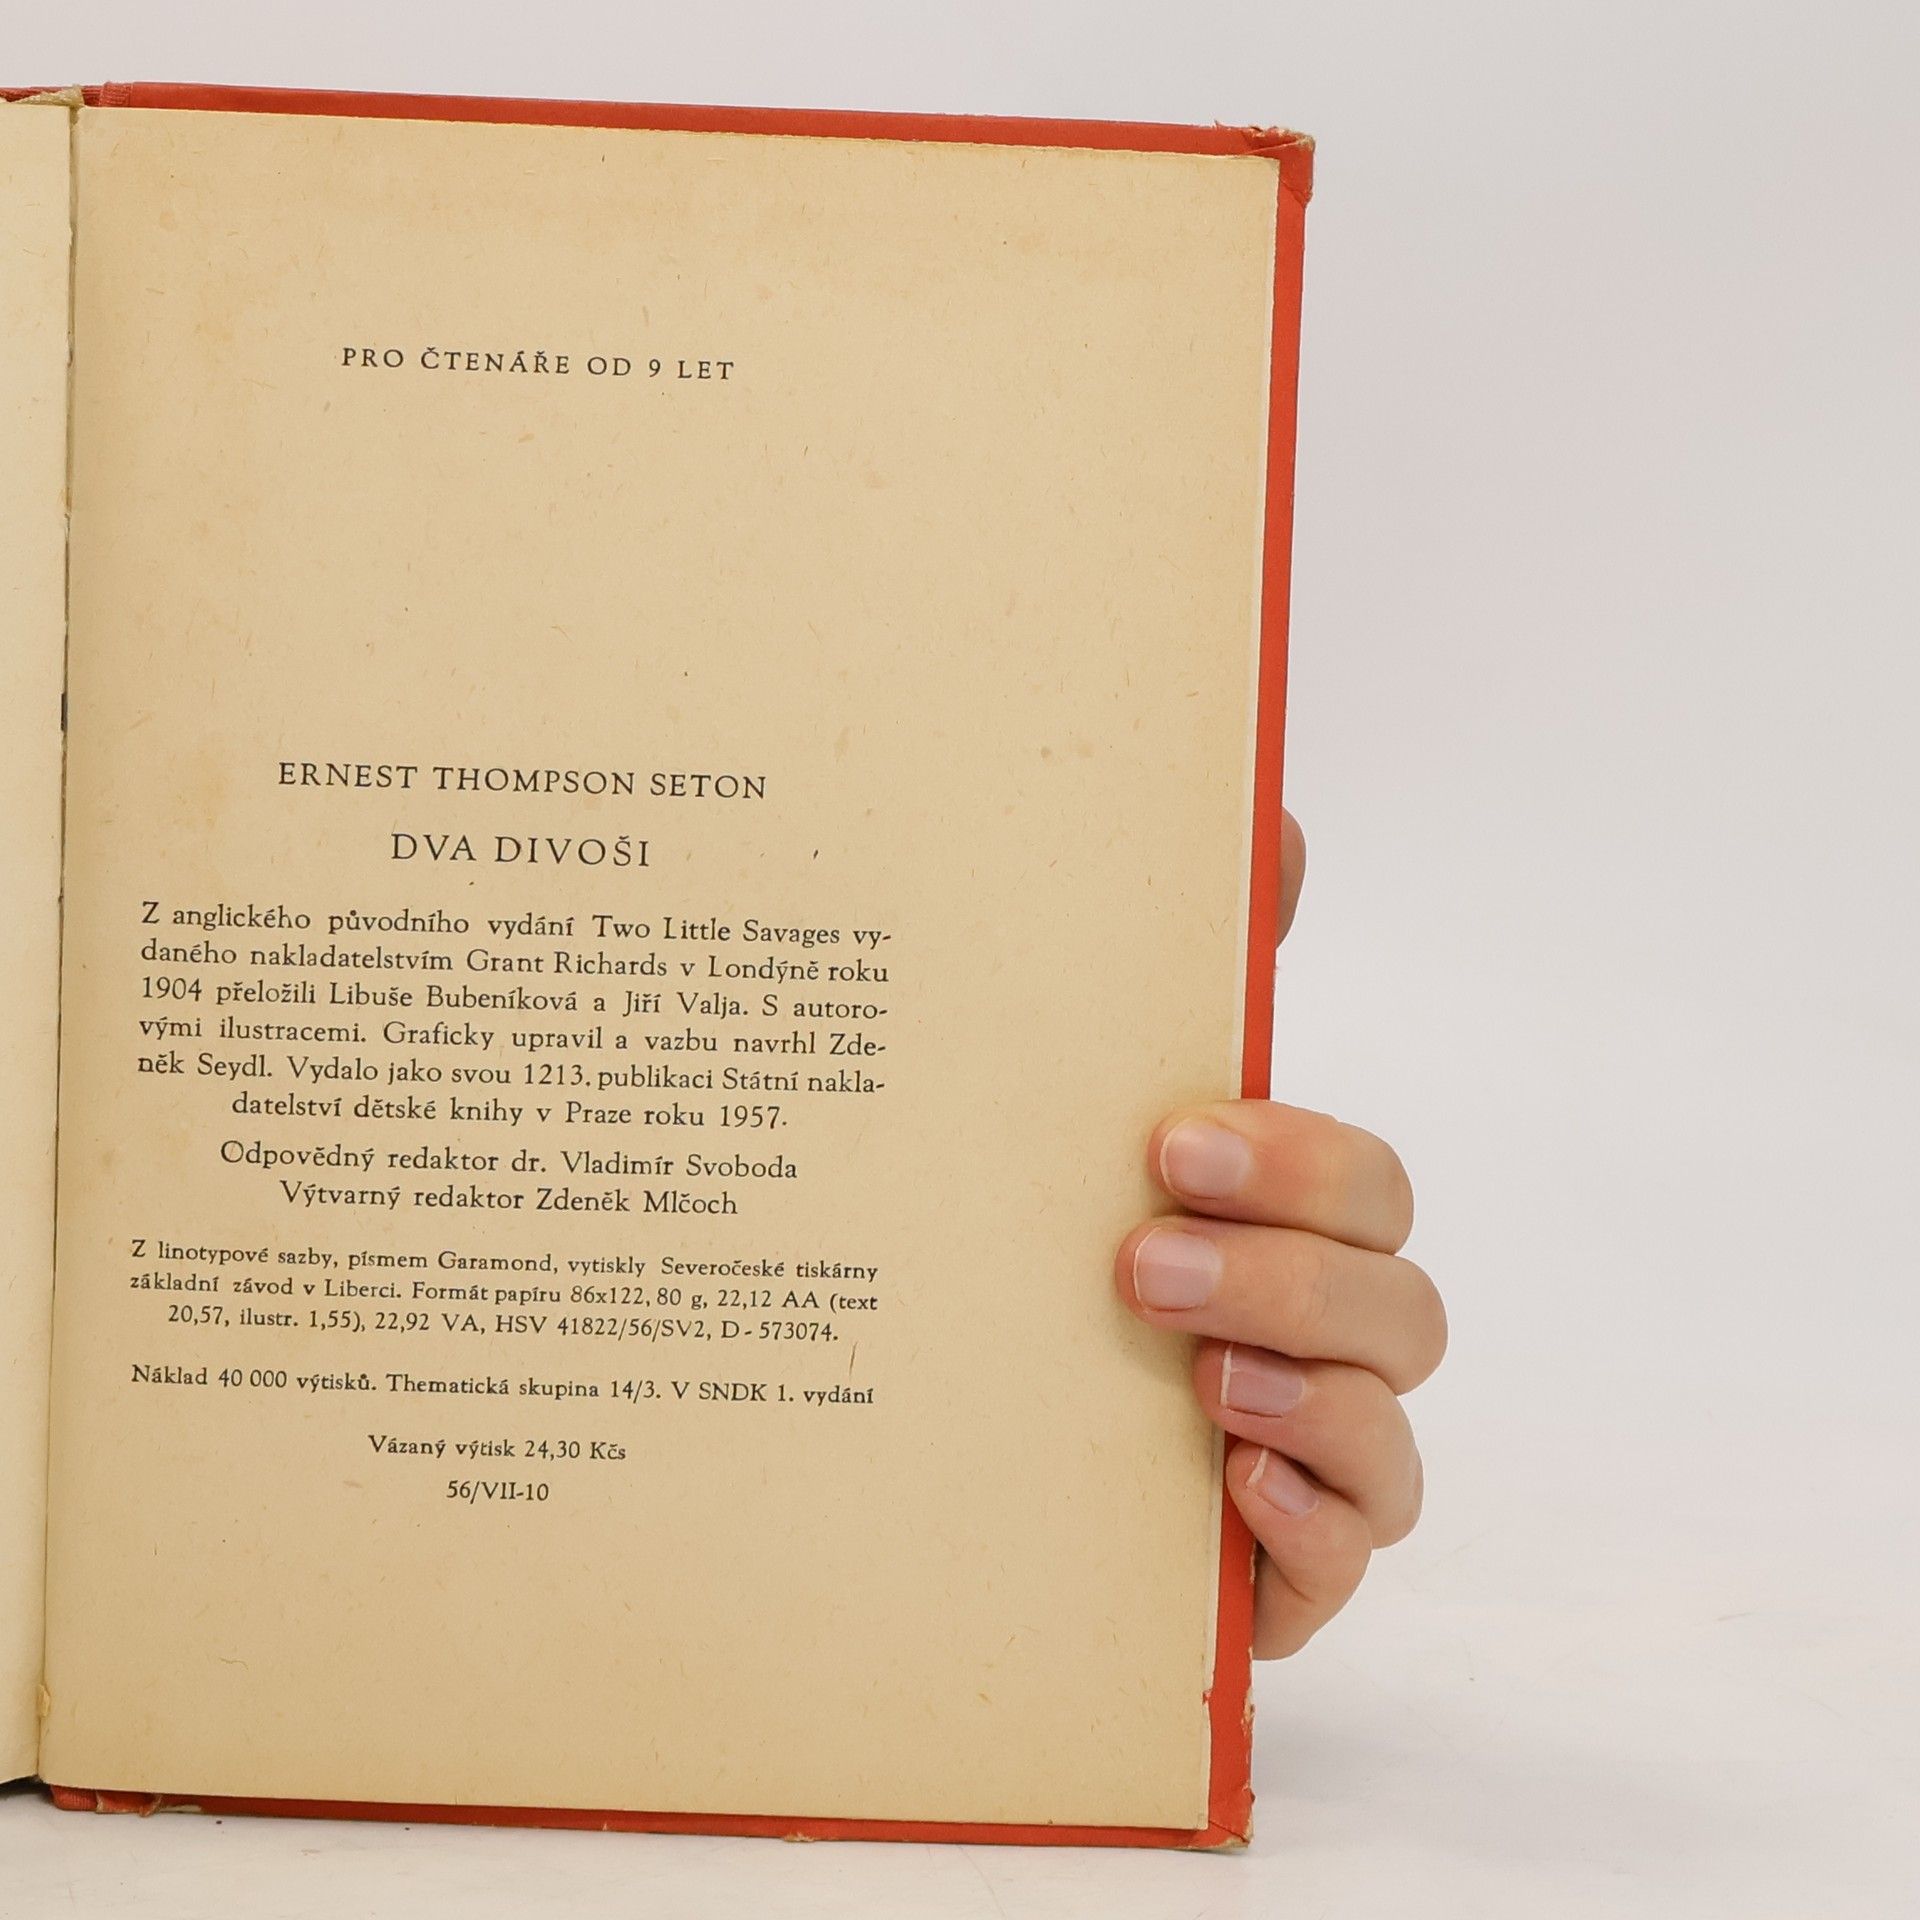 PRO ČTENÁŘE OD 9 LET
ERNEST THOMPSON SETON
DVA DIVOŠI
Z anglického původního vydání Two Little Savages vy-
daného nakladatelstvím Grant Richards v Londýně roku
1904 přeložili Libuše Bubeníková a Jiří Valja. S autoro-
vými ilustracemi. Graficky upravil a vazbu navrhl Zde-
něk Seydl. Vydalo jako svou 1213. publikaci Státní nakla-
datelství dětské knihy v Praze roku 1957.
Odpovědný redaktor dr. Vladimír Svoboda
Výtvarný redaktor Zdeněk Mlčoch
Z linotypové sazby, písmem Garamond, vytiskly Severočeské tiskárny
základní závod v Liberci. Formát papíru 86x122, 80 g, 22,12 AA (text
20,57, ilustr. 1,55), 22,92 VA, HSV 41822/56/SV2, D - 573074.
Náklad 40 000 výtisků. Thematická skupina 14/3. V SNDK 1. vydání
Vázaný výtisk 24,30 Kčs
56/VII-10